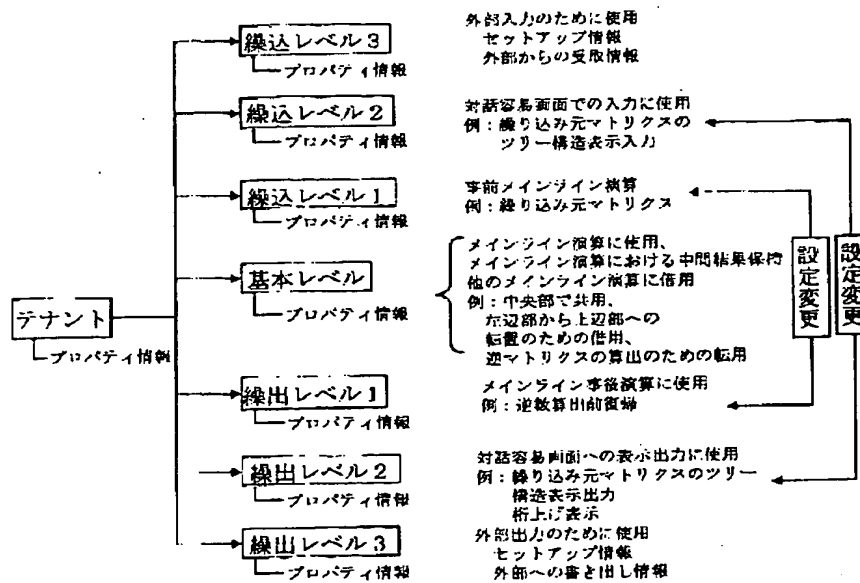 繰込レベル3
プロパティ情報
外部入力のために使用
セットアップ情報
外部からの受取情報
繰込レベル2
プロパティ情報
対話容易画面での入力に使用
例:繰り込み元マトリクスの
ツリー構造表示入力
繰込レベル1
プロパティ情報
事前メインライン演算
例:繰り込み元マトリクス
基本レベル
プロパティ情報
メインライン演算に使用、
メインライン演算における中間結果保持
他のメインライン演算に借用
例:中央部で共用、
左辺部から上辺部への
転置のための借用、
逆マトリクスの算出のための転用
設定変更
設定変更
テナント
プロパティ情報
繰出レベル1
プロパティ情報
メインライン事後演算に使用
例:逆数算出前復帰
繰出レベル2
プロパティ情報
対話容易画面への表示出力に使用
例:繰り込み元マトリクスのツリー
構造表示出力
桁上げ表示
繰出レベル3
プロパティ情報
外部出力のために使用
セットアップ情報
外部への書き出し情報